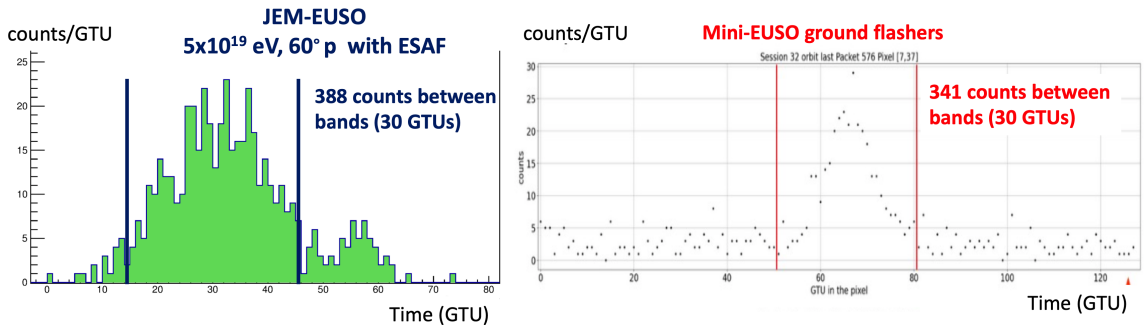 JEM-EUSO
5x10¹⁹ eV, 60° p with ESAF
counts/GTU
388 counts between
bands (30 GTUs)
25
20
15
10
5
0
0 10 20 30 40 50 60 70 80
Time (GTU)
counts/GTU
Mini-EUSO ground flashers
Session 32 orbit last Packet 576 Pixel [7,37]
341 counts between
bands (30 GTUs)
counts
30
25
20
15
10
5
0
0 20 40 60 80 100 120
GTU in the pixel
Time (GTU)